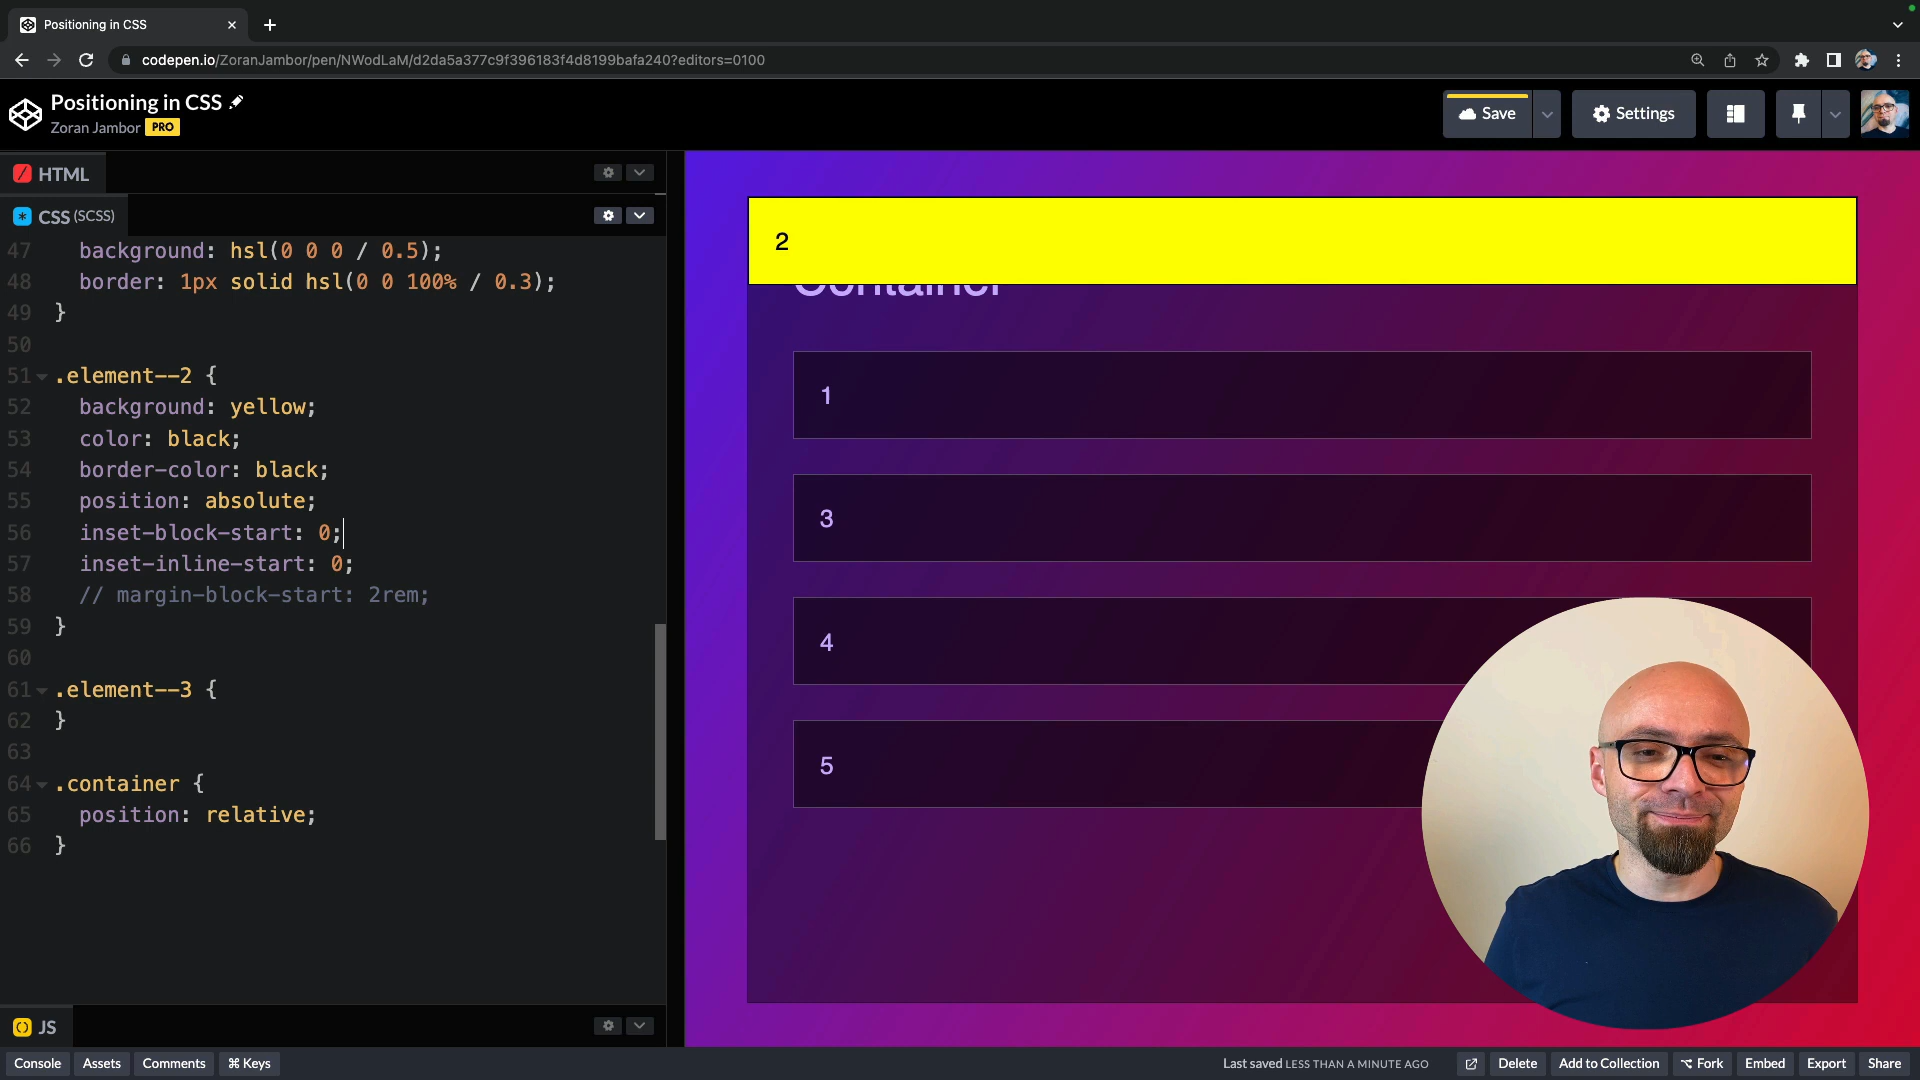 Positioning in CSS
codepen.io/ZoranJambor/pen/NWodLaM/d2da5a377c9f396183f4d8199bafa240?editors=0100
Positioning in CSS
Zoran Jambor PRO
Save
Settings
HTML
CSS (SCSS)
47 background: hsl(0 0 0 / 0.5);
48 border: 1px solid hsl(0 0 100% / 0.3);
49 }
50
51 .element--2 {
52 background: yellow;
53 color: black;
54 border-color: black;
55 position: absolute;
56 inset-block-start: 0;
57 inset-inline-start: 0;
58 // margin-block-start: 2rem;
59 }
60
61 .element--3 {
62 }
63
64 .container {
65 position: relative;
66 }
2
Container
1
3
4
5
JS
Console Assets Comments ⌘ Keys
Last saved LESS THAN A MINUTE AGO Delete Add to Collection Fork Embed Export Share